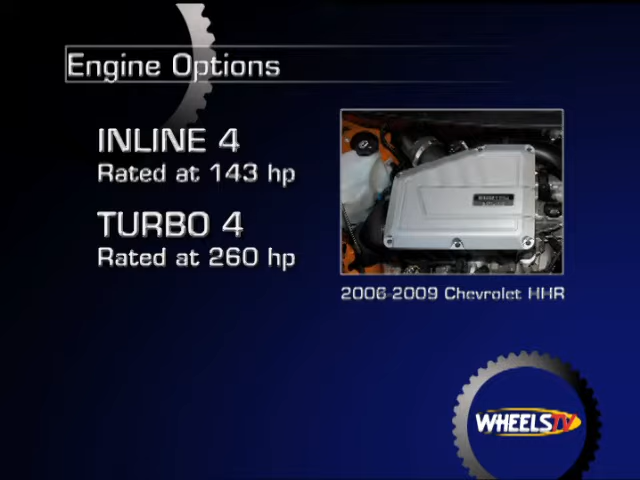 Engine Options
INLINE 4
Rated at 143 hp
TURBO 4
Rated at 260 hp
2006-2009 Chevrolet HHR
WHEELSTV